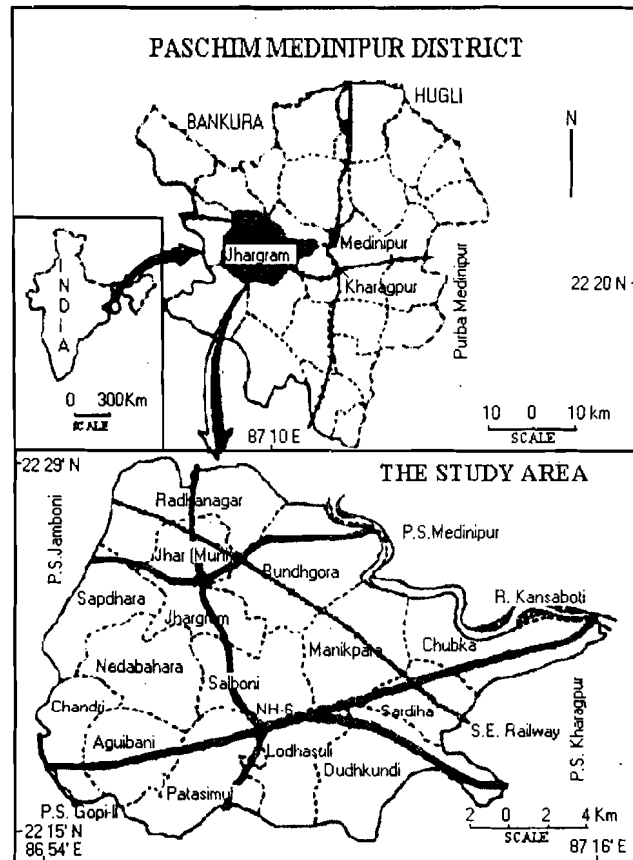 PASCHIM MEDINIPUR DISTRICT
HUGLI
BANKURA
N
Medinipur
Jhargram
Kharagpur
Purba Medinipur
22 20 N
INDIA
0 300Km
SCALE
87 10 E
10 0 10 km
SCALE
22 29' N
THE STUDY AREA
Radhanagar
P.S.Medinipur
P.S.Jamboni
Jhar (Muni)
Bundhgora
R. Kansaboti
Sapdhara
Jhargram
Manikpara
Chubka
Nedabahara
Salboni
Chandri
NH-6
Sardiha
S.E. Railway
P.S. Kharagpur
Aguibani
Lodhasuli
Dudhkundi
Patasimul
P.S. Gopi-II
2 0 2 4 Km
SCALE
22 15' N
86 54' E
87 16' E